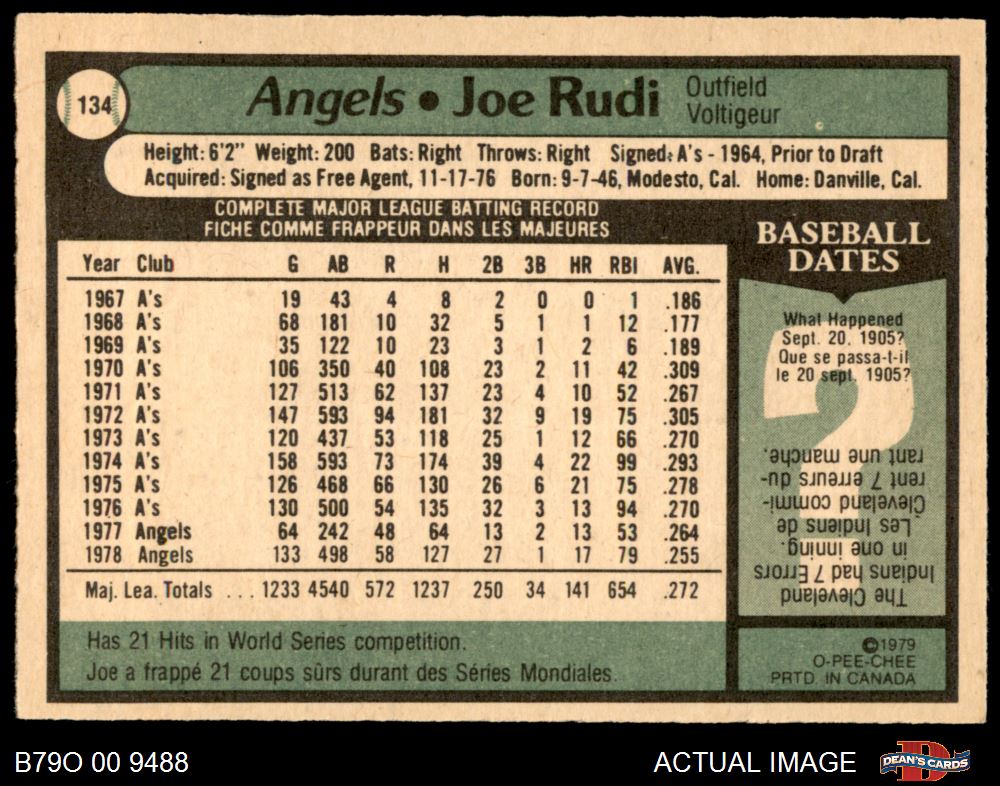 134
Angels • Joe Rudi
Outfield
Voltigeur
Height: 6'2" Weight: 200 Bats: Right Throws: Right Signed: A's - 1964, Prior to Draft
Acquired: Signed as Free Agent, 11-17-76 Born: 9-7-46, Modesto, Cal. Home: Danville, Cal.
COMPLETE MAJOR LEAGUE BATTING RECORD
FICHE COMME FRAPPEUR DANS LES MAJEURES
Year Club G AB R H 2B 3B HR RBI AVG.
1967 A's 19 43 4 8 2 0 0 1 .186
1968 A's 68 181 10 32 5 1 1 12 .177
1969 A's 35 122 10 23 3 1 2 6 .189
1970 A's 106 350 40 108 23 2 11 42 .309
1971 A's 127 513 62 137 23 4 10 52 .267
1972 A's 147 593 94 181 32 9 19 75 .305
1973 A's 120 437 53 118 25 1 12 66 .270
1974 A's 158 593 73 174 39 4 22 99 .293
1975 A's 126 468 66 130 26 6 21 75 .278
1976 A's 130 500 54 135 32 3 13 94 .270
1977 Angels 64 242 48 64 13 2 13 53 .264
1978 Angels 133 498 58 127 27 1 17 79 .255
Maj. Lea. Totals . . . 1233 4540 572 1237 250 34 141 654 .272
Has 21 Hits in World Series competition.
Joe a frappé 21 coups sûrs durant des Séries Mondiales.
BASEBALL
DATES
What Happened
Sept. 20, 1905?
Que se passa-t-il
le 20 sept. 1905?
The Cleveland
Indians had 7 Errors
in one inning.
Les Indiens de
Cleveland commi-
rent 7 erreurs du-
rant une manche.
©1979
O-PEE-CHEE
PRTD. IN CANADA
B79O 00 9488
ACTUAL IMAGE
D
DEAN'S CARDS